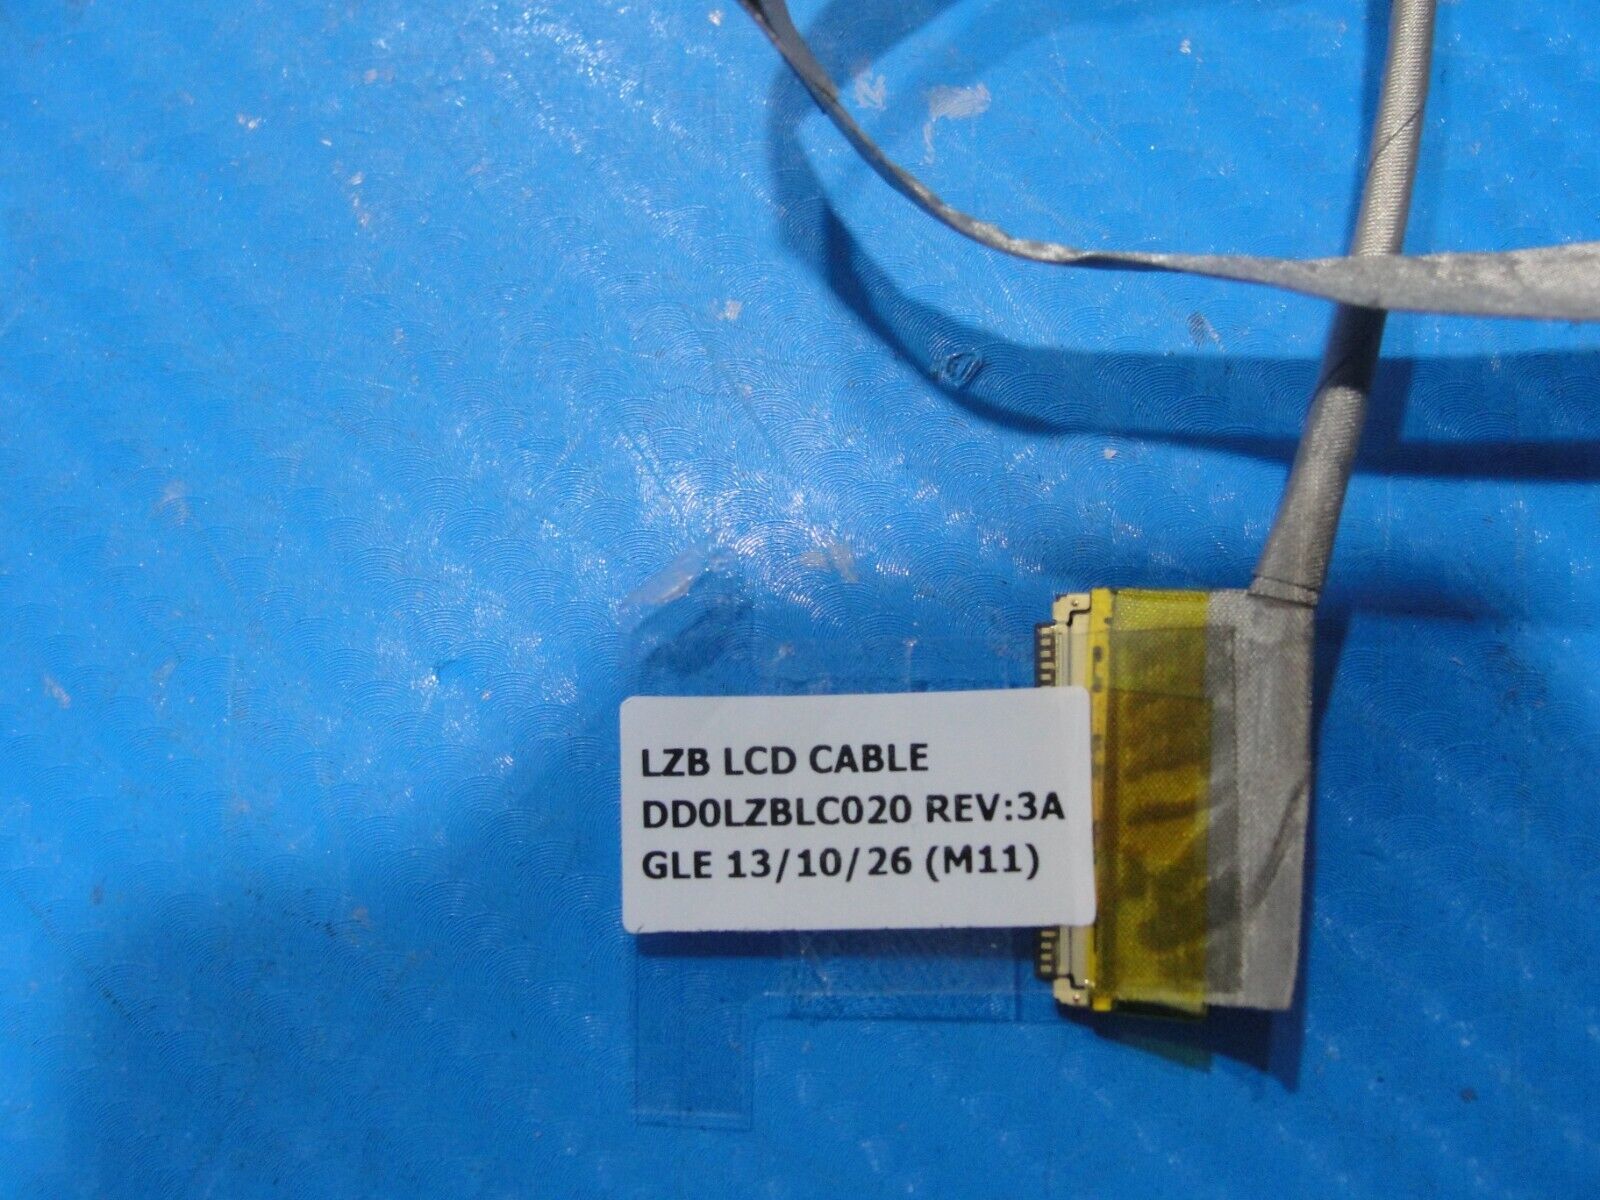 LZB LCD CABLE
DD0LZBLC020 REV:3A
GLE 13/10/26 (M11)